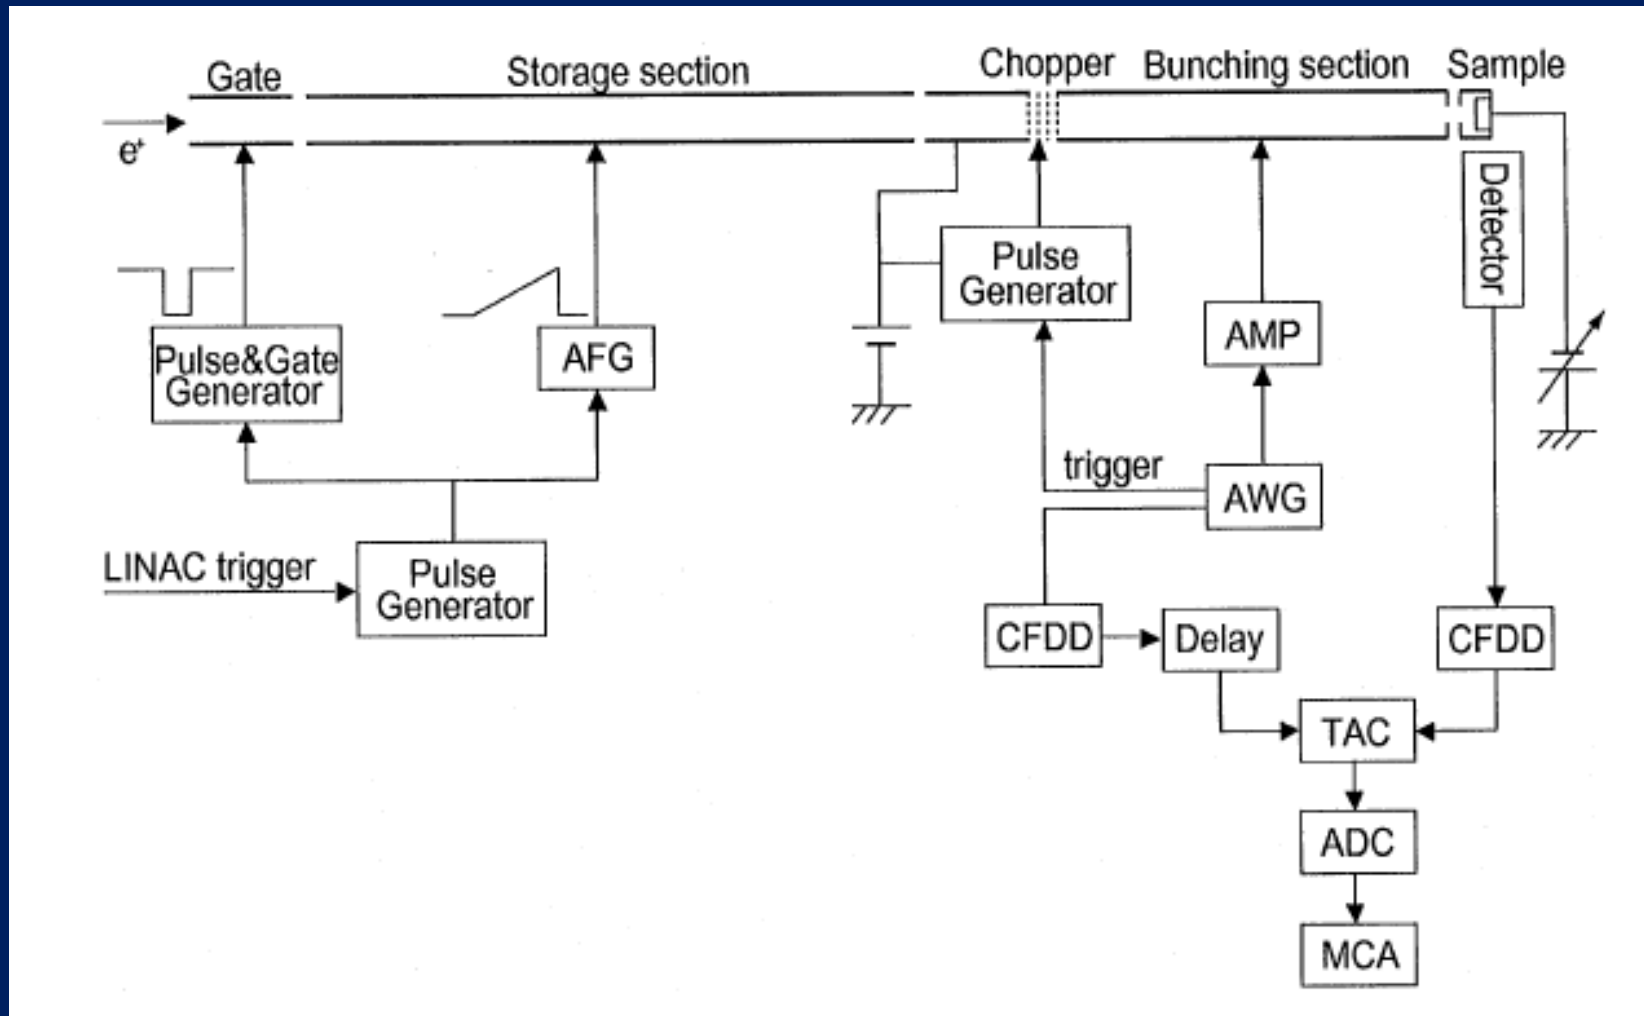 Gate
Storage section
Chopper
Bunching section
Sample
e⁺
Detector
Pulse
Generator
Pulse&Gate
Generator
AFG
AMP
trigger
AWG
LINAC trigger
Pulse
Generator
CFDD
Delay
CFDD
TAC
ADC
MCA